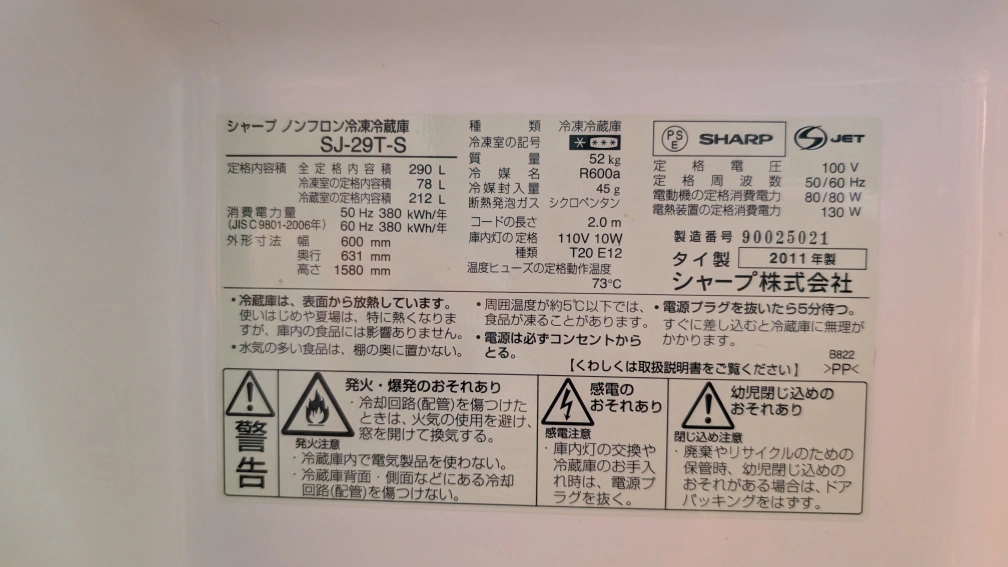 シャープ ノンフロン冷凍冷蔵庫
SJ-29T-S
定格内容積 全定格内容積 290 L
冷凍室の定格内容積 78 L
冷蔵室の定格内容積 212 L
消費電力量 50 Hz 380 kWh/年
(JIS C 9801-2006年) 60 Hz 380 kWh/年
外形寸法 幅 600 mm
奥行 631 mm
高さ 1580 mm
種類 冷凍冷蔵庫
冷凍室の記号
質量 52 kg
冷媒名 R600a
冷媒封入量 45 g
断熱発泡ガス シクロペンタン
コードの長さ 2.0 m
庫内灯の定格 110V 10W
種類 T20 E12
温度ヒューズの定格動作温度
73℃
PS
E
SHARP
JET
定格電圧 100 V
定格周波数 50/60 Hz
電動機の定格消費電力 80/80 W
電熱装置の定格消費電力 130 W
製造番号 90025021
タイ製 2011年製
シャープ株式会社
・冷蔵庫は、表面から放熱しています。
使いはじめや夏場は、特に熱くなりま
すが、庫内の食品には影響ありません。
・水気の多い食品は、棚の奥に置かない。
・周囲温度が約5℃以下では、
食品が凍ることがあります。
・電源は必ずコンセントから
とる。
・電源プラグを抜いたら5分待つ。
すぐに差し込むと冷蔵庫に無理が
かかります。
【くわしくは取扱説明書をご覧ください】
B822
>PP<
警告
発火・爆発のおそれあり
・冷却回路(配管)を傷つけた
ときは、火気の使用を避け、
窓を開けて換気する。
発火注意
・冷蔵庫内で電気製品を使わない。
・冷蔵庫背面・側面などにある冷却
回路(配管)を傷つけない。
感電の
おそれあり
感電注意
・庫内灯の交換や
冷蔵庫のお手入
れ時は、電源プ
ラグを抜く。
幼児閉じ込めの
おそれあり
閉じ込め注意
・廃棄やリサイクルのための
保管時、幼児閉じ込めの
おそれがある場合は、ドア
パッキングをはずす。